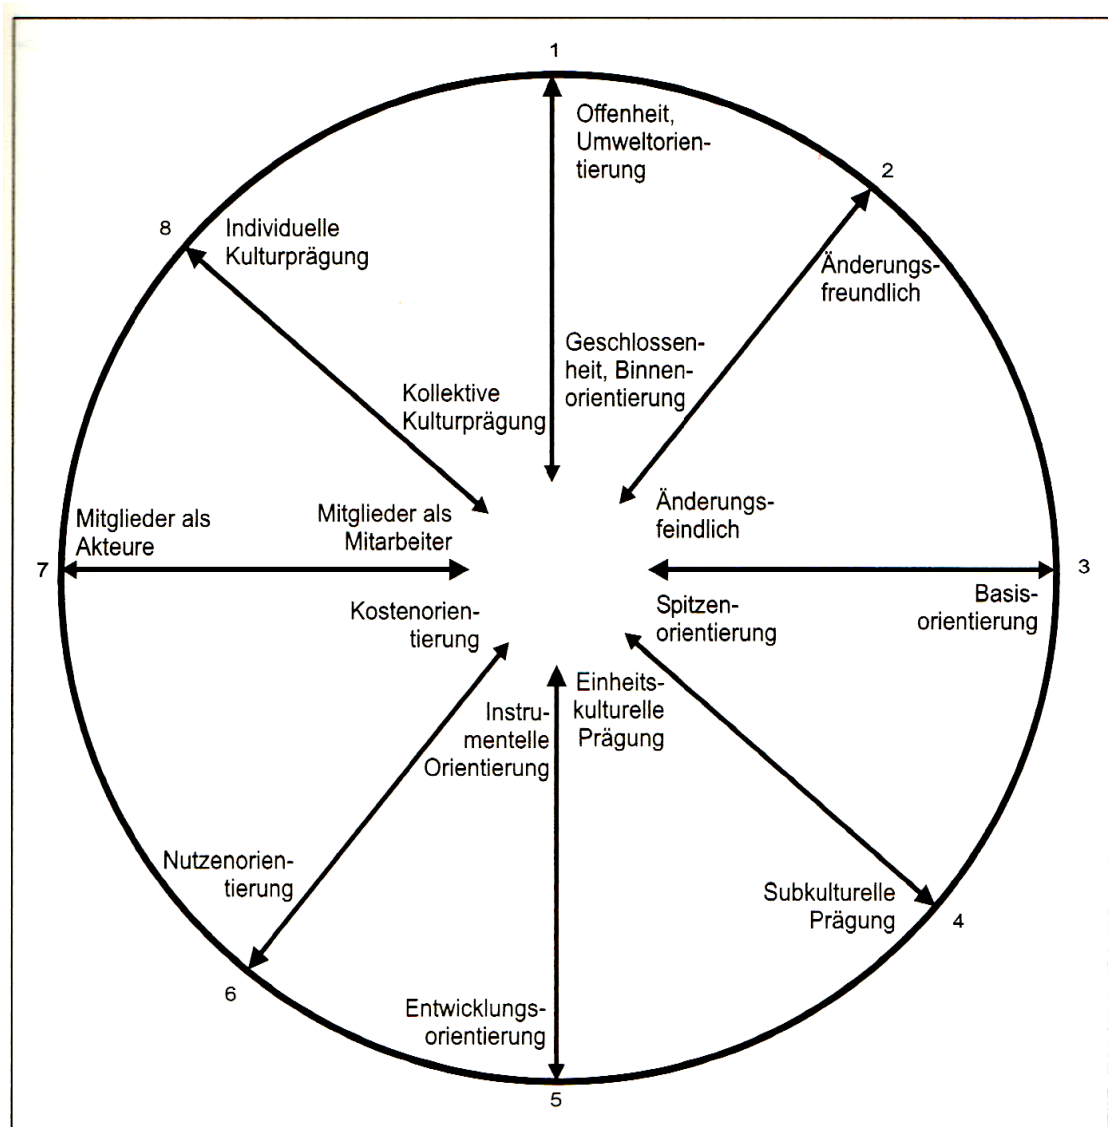 1
Offenheit,
Umweltorien-
tierung
Geschlossen-
heit, Binnen-
orientierung
2
Änderungs-
freundlich
Änderungs-
feindlich
3
Basis-
orientierung
Spitzen-
orientierung
4
Subkulturelle
Prägung
Einheits-
kulturelle
Prägung
5
Entwicklungs-
orientierung
Instru-
mentelle
Orientierung
6
Nutzenorien-
tierung
Kostenorien-
tierung
7
Mitglieder als
Akteure
Mitglieder als
Mitarbeiter
8
Individuelle
Kulturprägung
Kollektive
Kulturprägung